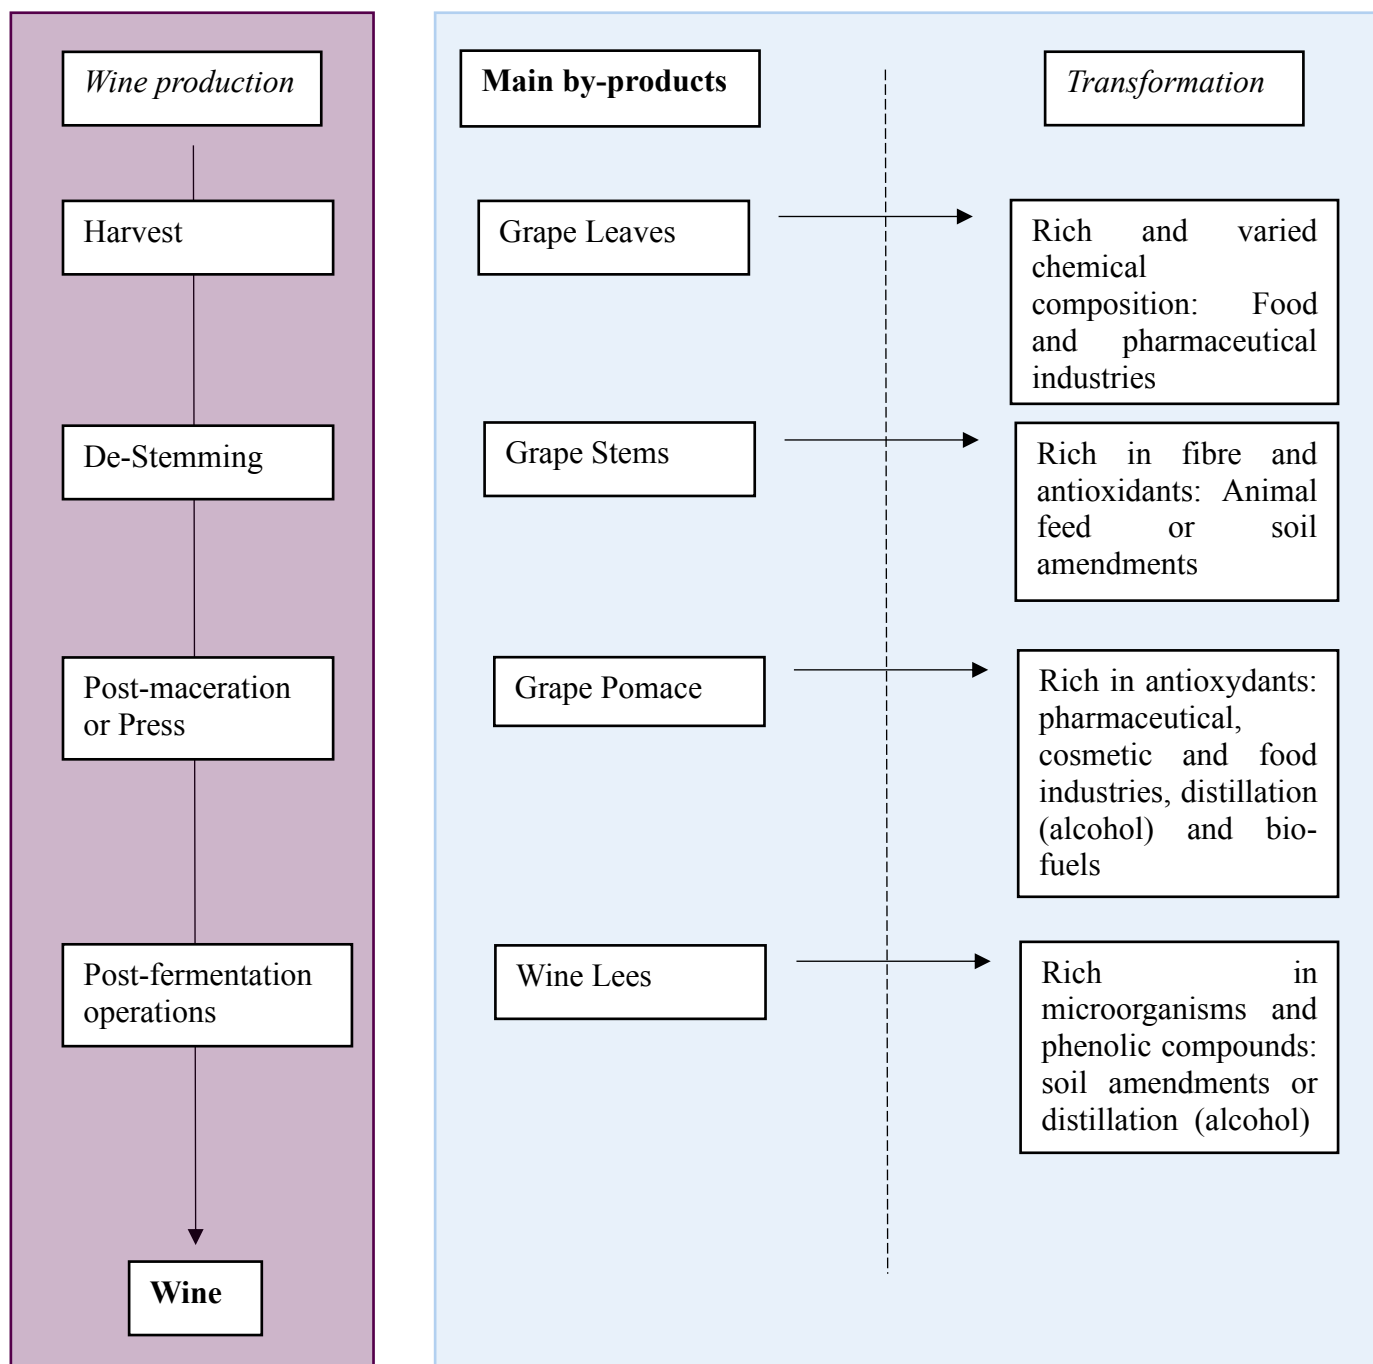 Wine production
Harvest
De-Stemming
Post-maceration
or Press
Post-fermentation
operations
Wine
Main by-products
Transformation
Grape Leaves
Rich and varied
chemical
composition: Food
and pharmaceutical
industries
Grape Stems
Rich in fibre and
antioxidants: Animal
feed or soil
amendments
Grape Pomace
Rich in antioxydants:
pharmaceutical,
cosmetic and food
industries, distillation
(alcohol) and bio-
fuels
Wine Lees
Rich in
microorganisms and
phenolic compounds:
soil amendments or
distillation (alcohol)